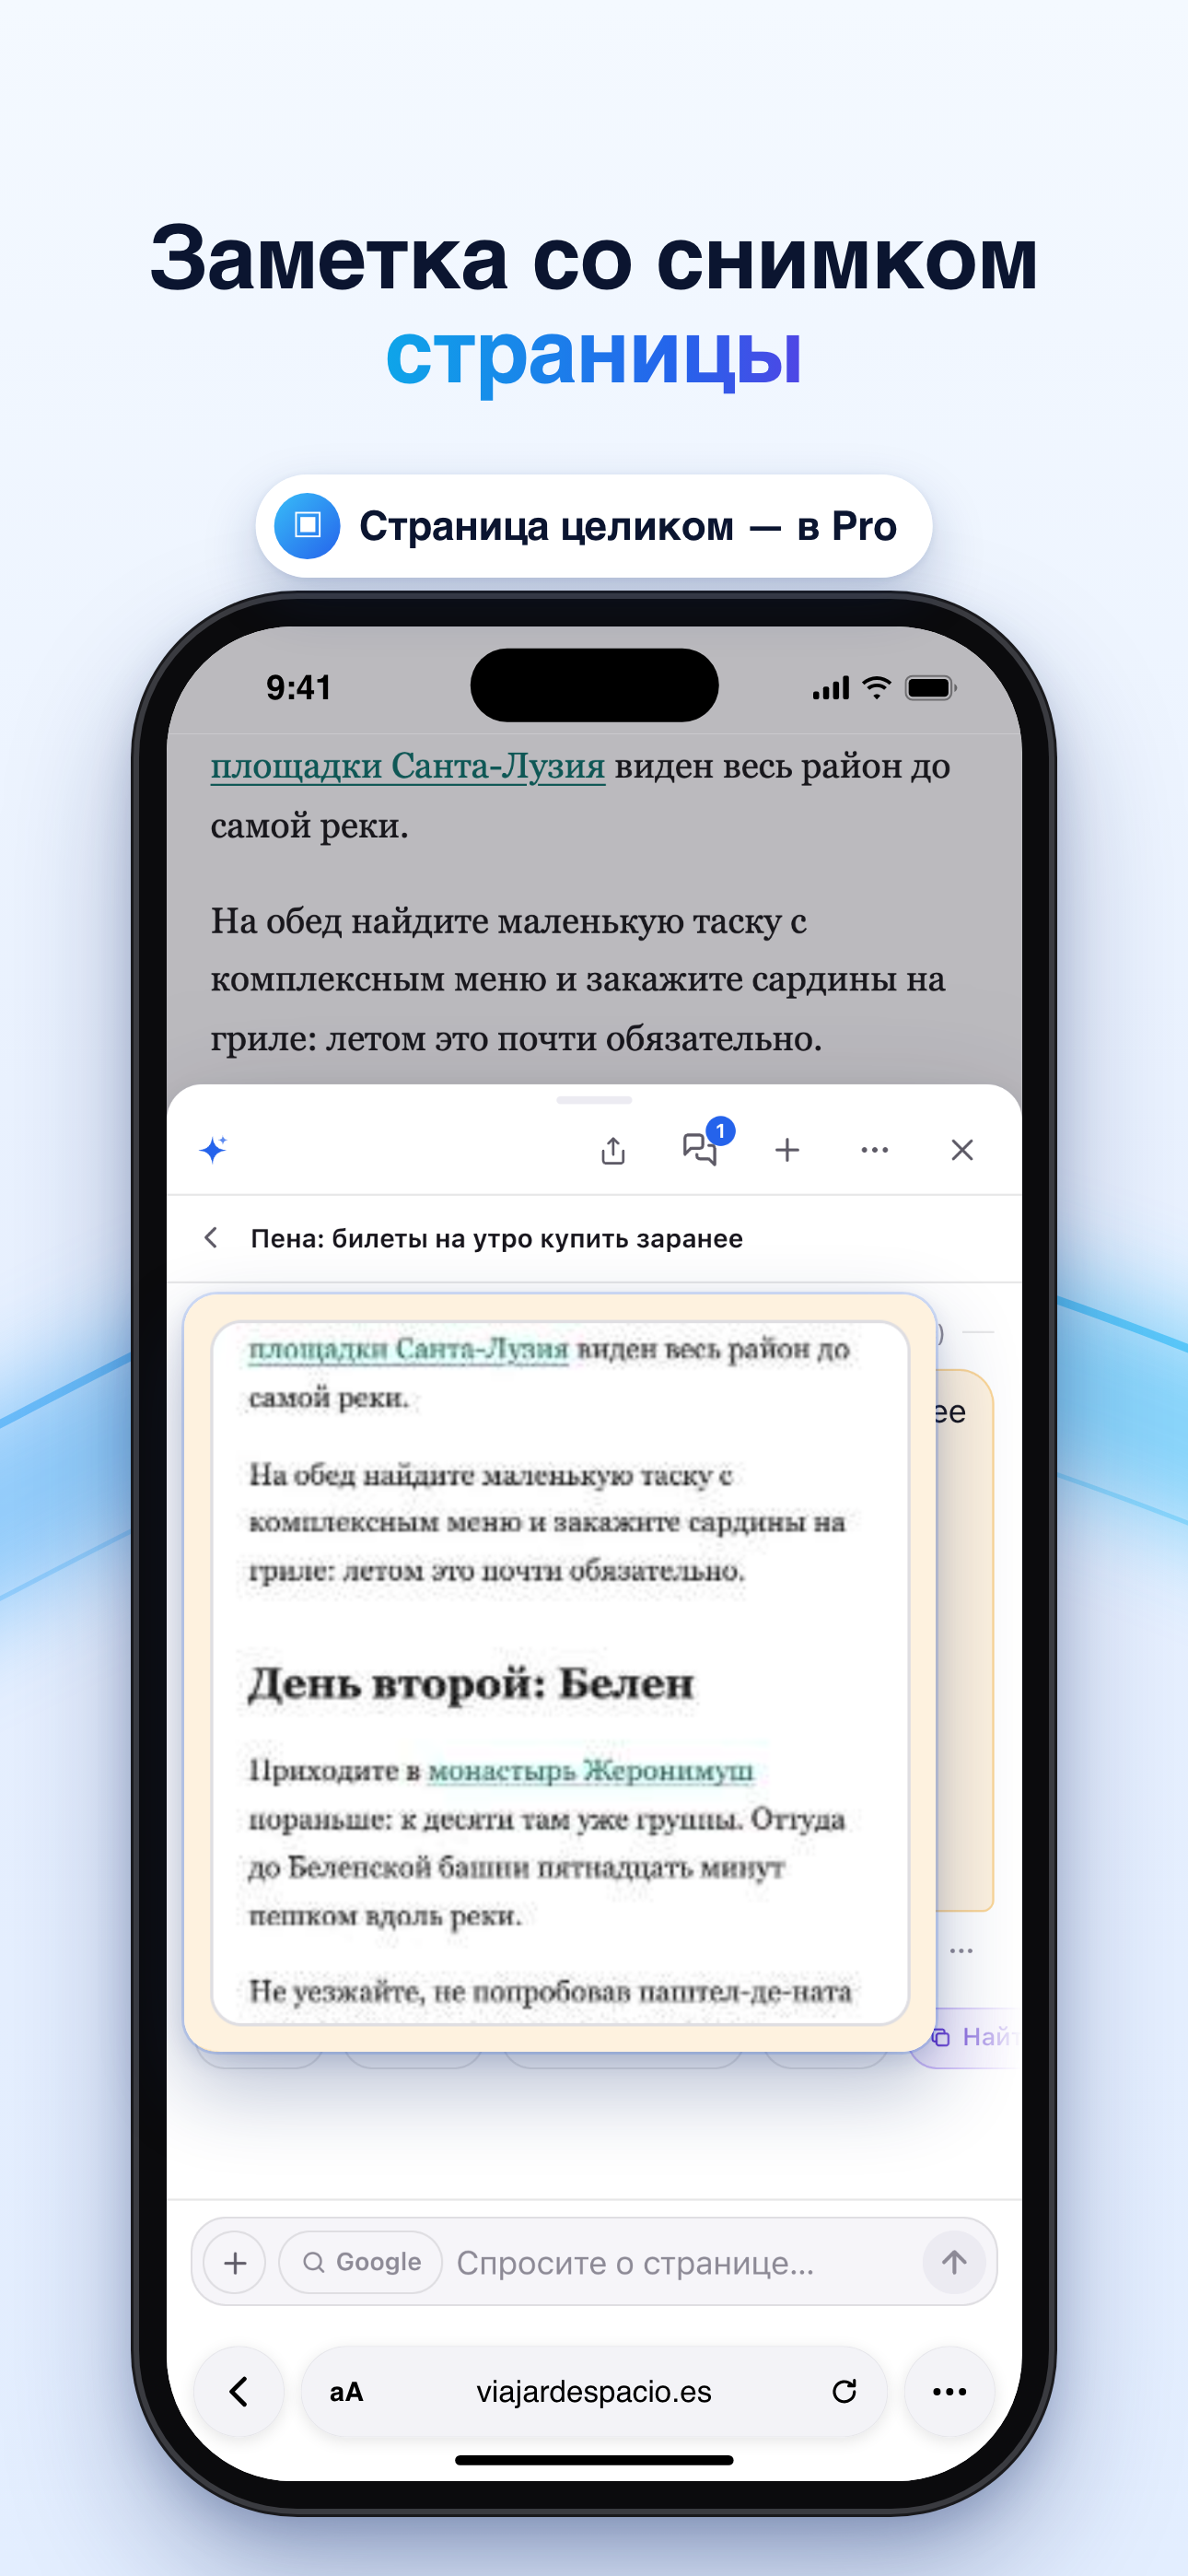 Заметка со снимком
страницы
Страница целиком — в Pro
9:41
площадки Санта-Лузия виден весь район до
самой реки.
На обед найдите маленькую таску с
комплексным меню и закажите сардины на
гриле: летом это почти обязательно.
1
Пена: билеты на утро купить заранее
)
ее
площадки Санта-Лузия виден весь район до
самой реки.
На обед найдите маленькую таску с
комплексным меню и закажите сардины на
гриле: летом это почти обязательно.
День второй: Белен
Приходите в монастырь Жеронимуш
пораньше: к десяти там уже группы. Оттуда
до Беленской башни пятнадцать минут
пешком вдоль реки.
Не уезжайте, не попробовав паштел-де-ната
Google Спросите о странице...
aA viajardespacio.es